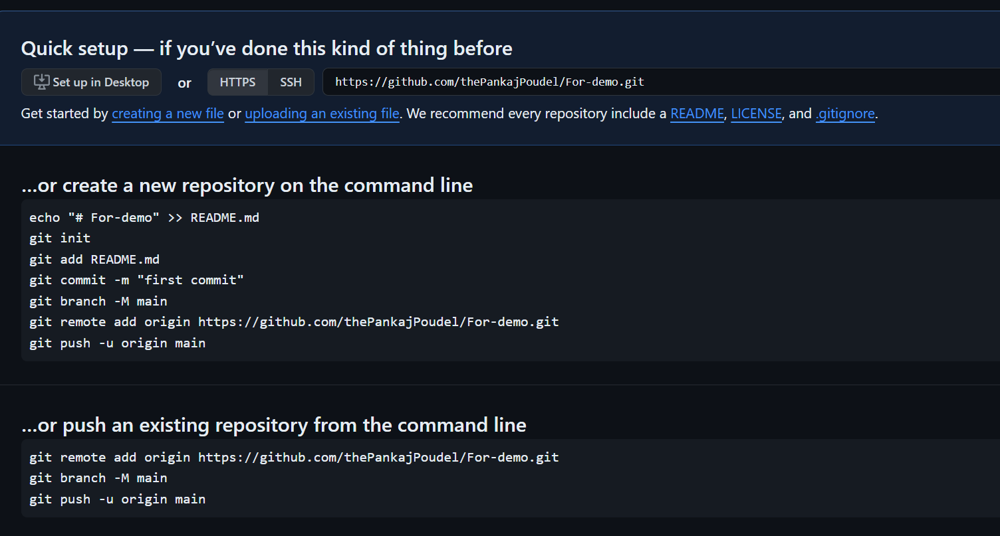 Quick setup — if you’ve done this kind of thing before
Set up in Desktop or HTTPS SSH https://github.com/thePankajPoudel/For-demo.git
Get started by creating a new file or uploading an existing file. We recommend every repository include a README, LICENSE, and .gitignore.
…or create a new repository on the command line
echo "# For-demo" >> README.md
git init
git add README.md
git commit -m "first commit"
git branch -M main
git remote add origin https://github.com/thePankajPoudel/For-demo.git
git push -u origin main
…or push an existing repository from the command line
git remote add origin https://github.com/thePankajPoudel/For-demo.git
git branch -M main
git push -u origin main